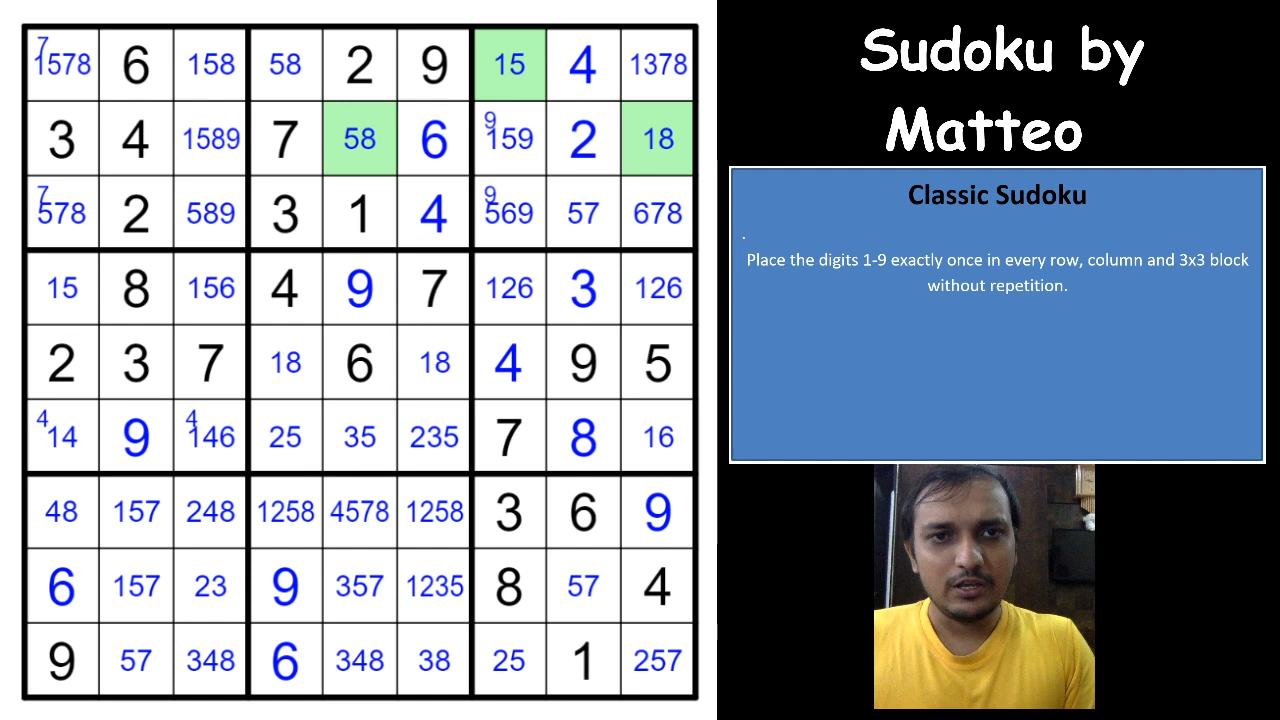 Sudoku by
Matteo
Classic Sudoku
.
Place the digits 1-9 exactly once in every row, column and 3x3 block
without repetition.
7
1578 6 158 58 2 9 15 4 1378
3 4 1589 7 58 6 9 159 2 18
7 578 2 589 3 1 4 9 569 57 678
15 8 156 4 9 7 126 3 126
2 3 7 18 6 18 4 9 5
4 14 9 4 146 25 35 235 7 8 16
48 157 248 1258 4578 1258 3 6 9
6 157 23 9 357 1235 8 57 4
9 57 348 6 348 38 25 1 257